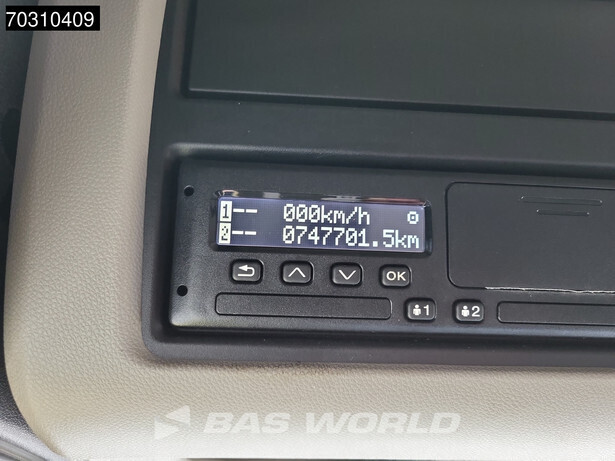 70310409
1 -- 000km/h
2 -- 0747701.5km
OK
1 2
BAS WORLD